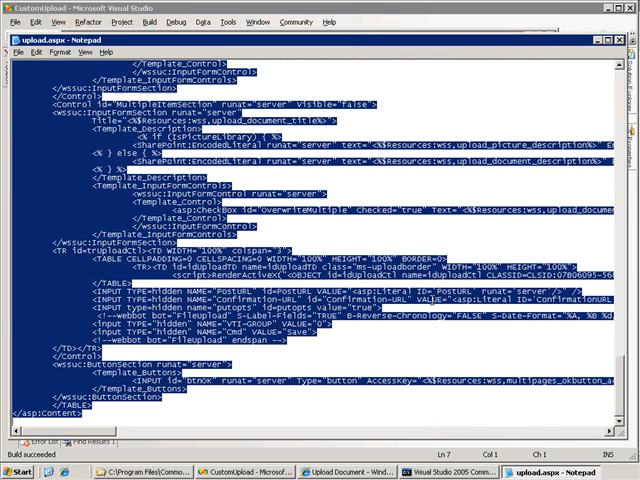 CustomUpload - Microsoft Visual Studio
File Edit View Refactor Project Build Debug Data Tools Window Community Help
upload.aspx - Notepad
File Edit Format View Help
</Template_Control>
</wssuc:InputFormControl>
</Template_InputFormControls>
</wssuc:InputFormSection>
</Control>
<Control id="MultipleItemSection" runat="server" Visible="false">
<wssuc:InputFormSection runat="server"
Title="<%$Resources:wss,upload_document_title%>">
<Template_Description>
<% if (IsPictureLibrary) { %>
<SharePoint:EncodedLiteral runat="server" text="<%$Resources:wss,upload_picture_description%>" E
<% } else { %>
<SharePoint:EncodedLiteral runat="server" text="<%$Resources:wss,upload_document_description%>"
<% } %>
</Template_Description>
<wssuc:InputFormControl runat="server">
<Template_Control>
<asp:CheckBox id="OverwriteMultiple" Checked="true" Text="<%$Resources:wss,upload_docume
</Template_Control>
</wssuc:InputFormControl>
</Template_InputFormControls>
</wssuc:InputFormSection>
<TR id=trUploadCtl><TD WIDTH="100%" colspan="3">
<TABLE CELLPADDING=0 CELLSPACING=0 WIDTH="100%" HEIGHT="100%" BORDER=0>
<TR><TD id=idUploadTD name=idUploadTD class="ms-uploadborder" WIDTH="100%" HEIGHT="100%">
<script>RenderActiveX("<OBJECT id=idUploadCtl name=idUploadCtl CLASSID=CLSID:07B06095-56
</TABLE>
<INPUT TYPE=hidden NAME="PostURL" id=PostURL VALUE="<asp:Literal ID='PostURL' runat='server'/>" />
<INPUT TYPE=hidden NAME="Confirmation-URL" id="Confirmation-URL" VALUE="<asp:Literal ID='ConfirmationURL
<INPUT TYPE=hidden NAME=putopts id=putopts value="true">
<!--webbot bot="FileUpload" S-Label-Fields="TRUE" B-Reverse-Chronology="FALSE" S-Date-Format="%A, %B %d
<input TYPE="hidden" NAME="VTI-GROUP" VALUE="0">
<input TYPE="hidden" NAME="Cmd" VALUE="Save">
<!--webbot bot="FileUpload" endspan -->
</TD></TR>
</Control>
<wssuc:ButtonSection runat="server">
<Template_Buttons>
<INPUT id="btnOK" runat="server" Type="button" AccessKey="<%$Resources:wss,multipages_okbutton_ac
</Template_Buttons>
</wssuc:ButtonSection>
</TABLE>
</asp:Content>
Solution Explorer
Properties
Ln 7 Col 1 Ch 1 INS
Error List Find Results 1
Build succeeded
Start C:\Program Files\Commo... CustomUpload - Microsof... Upload Document - Wind... Visual Studio 2005 Comm... upload.aspx - Notepad